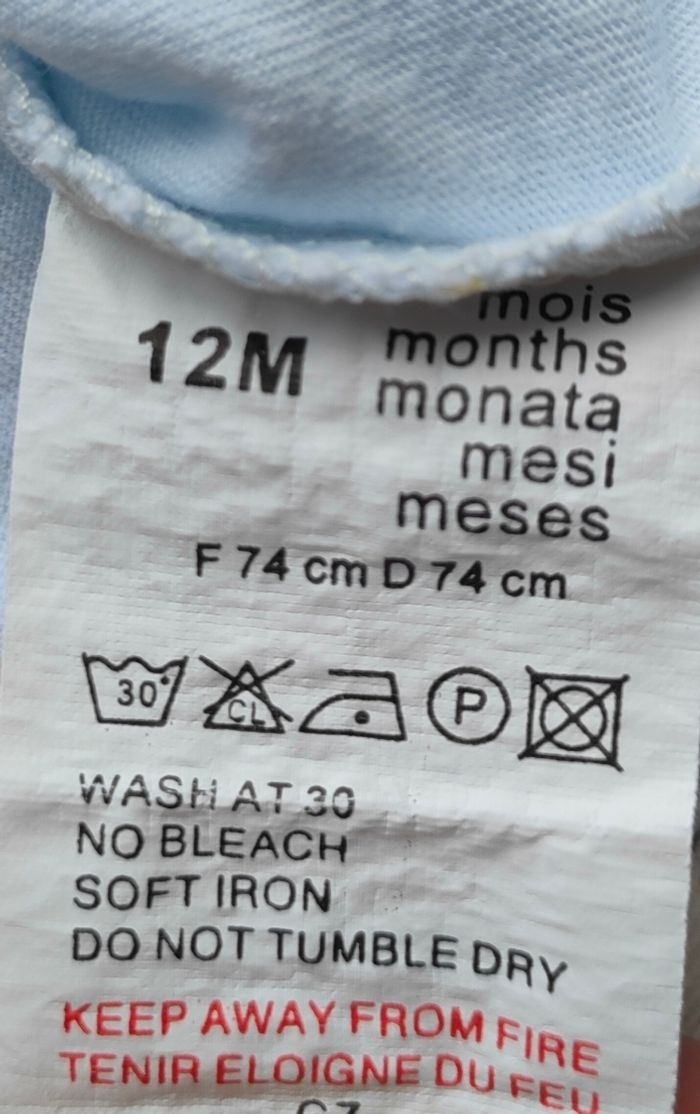 mois
12M months
monata
mesi
meses
F 74 cm D 74 cm
30° CL P
WASH AT 30
NO BLEACH
SOFT IRON
DO NOT TUMBLE DRY
KEEP AWAY FROM FIRE
TENIR ELOIGNE DU FEU